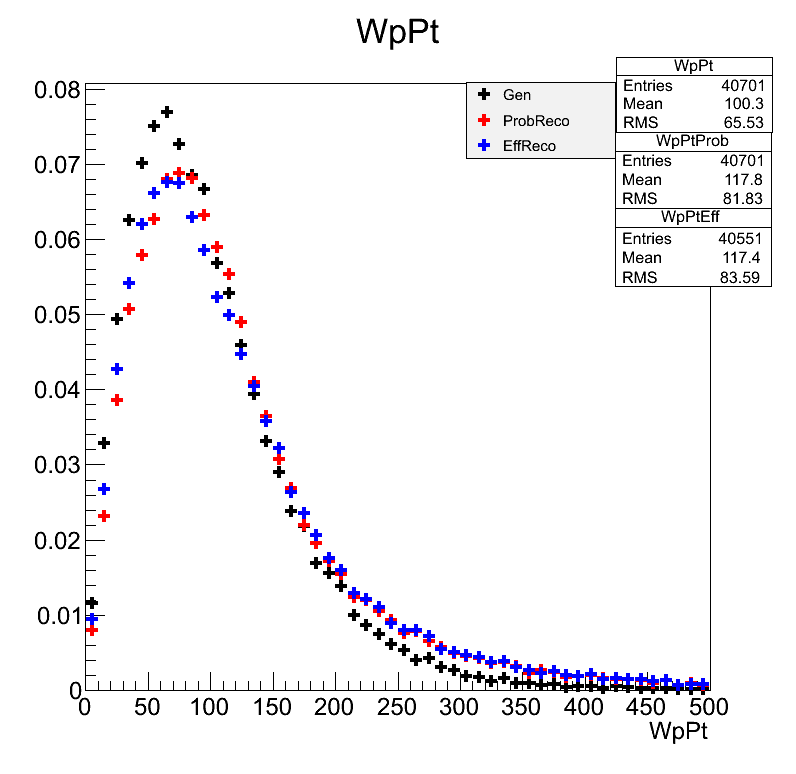 WpPt
WpPt
Entries 40701
Mean 100.3
RMS 65.53
WpPtProb
Entries 40701
Mean 117.8
RMS 81.83
WpPtEff
Entries 40551
Mean 117.4
RMS 83.59
Gen
ProbReco
EffReco
0.08
0.07
0.06
0.05
0.04
0.03
0.02
0.01
0
0 50 100 150 200 250 300 350 400 450 500
WpPt